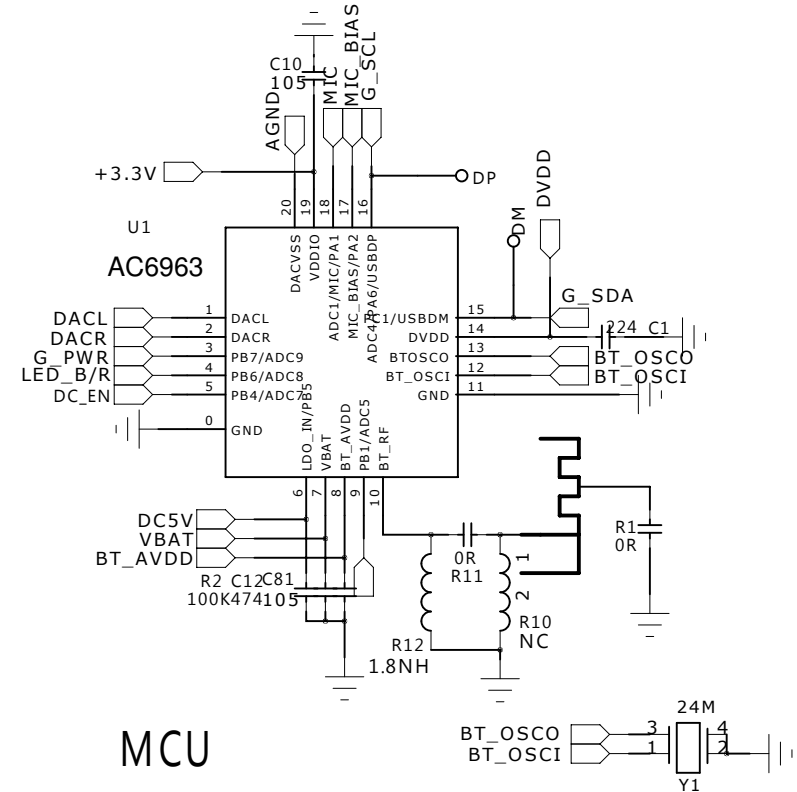 C10
105
AGND
MIC
MIC_BIAS
G_SCL
+3.3V
DP
DM
DVDD
U1
AC6963
20
19
18
17
16
DACVSS
VDDIO
ADC1/MIC/PA1
MIC_BIAS/PA2
ADC4/PA6/USBDP
DACL
1
DACL
DACR
2
DACR
G_PWR
3
PB7/ADC9
LED_B/R
4
PB6/ADC8
DC_EN
5
PB4/ADC7
0
GND
C1/USBDM
15
G_SDA
DVDD
14
224
C1
BTOSCO
13
BT_OSCO
BT_OSCI
12
BT_OSCI
GND
11
LDO_IN/PB5
VBAT
BT_AVDD
PB1/ADC5
BT_RF
6
7
8
9
10
DC5V
VBAT
BT_AVDD
R2
C12
C81
100K
474
105
0R
R11
1
2
R1
0R
R12
1.8NH
R10
NC
MCU
24M
BT_OSCO
3
4
BT_OSCI
1
2
Y1